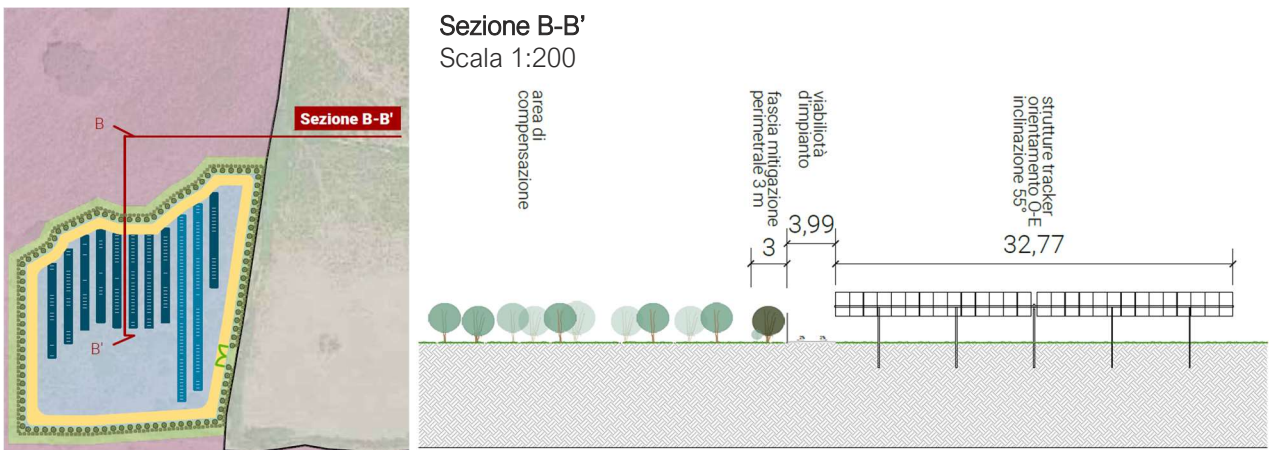 B
Sezione B-B'
B'
Sezione B-B'
Scala 1:200
area di
compensazione
fascia mitigazione
perimetrale 3 m
viabiliotà
d'impianto
strutture tracker
orientamento O-E
inclinazione 55°
3
3,99
32,77